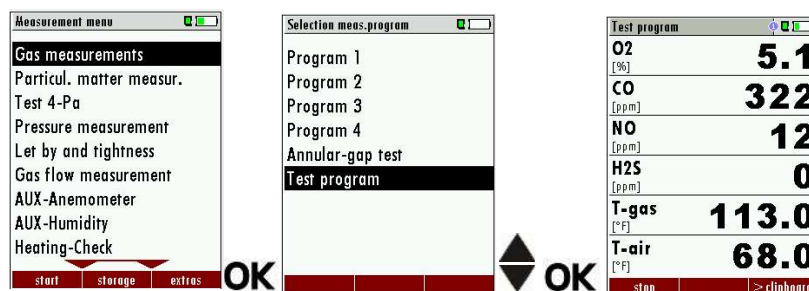 Measurement menu
Gas measurements
Particul. matter measur.
Test 4-Pa
Pressure measurement
Let by and tightness
Gas flow measurement
AUX-Anemometer
AUX-Humidity
Heating-Check
start storage extras
OK
Selection meas.program
Program 1
Program 2
Program 3
Program 4
Annular-gap test
Test program
OK
Test program
O2 5.1
[%]
CO 322
[ppm]
NO 12
[ppm]
H2S 0
[ppm]
T-gas 113.0
[°F]
T-air 68.0
[°F]
stop > clipboar